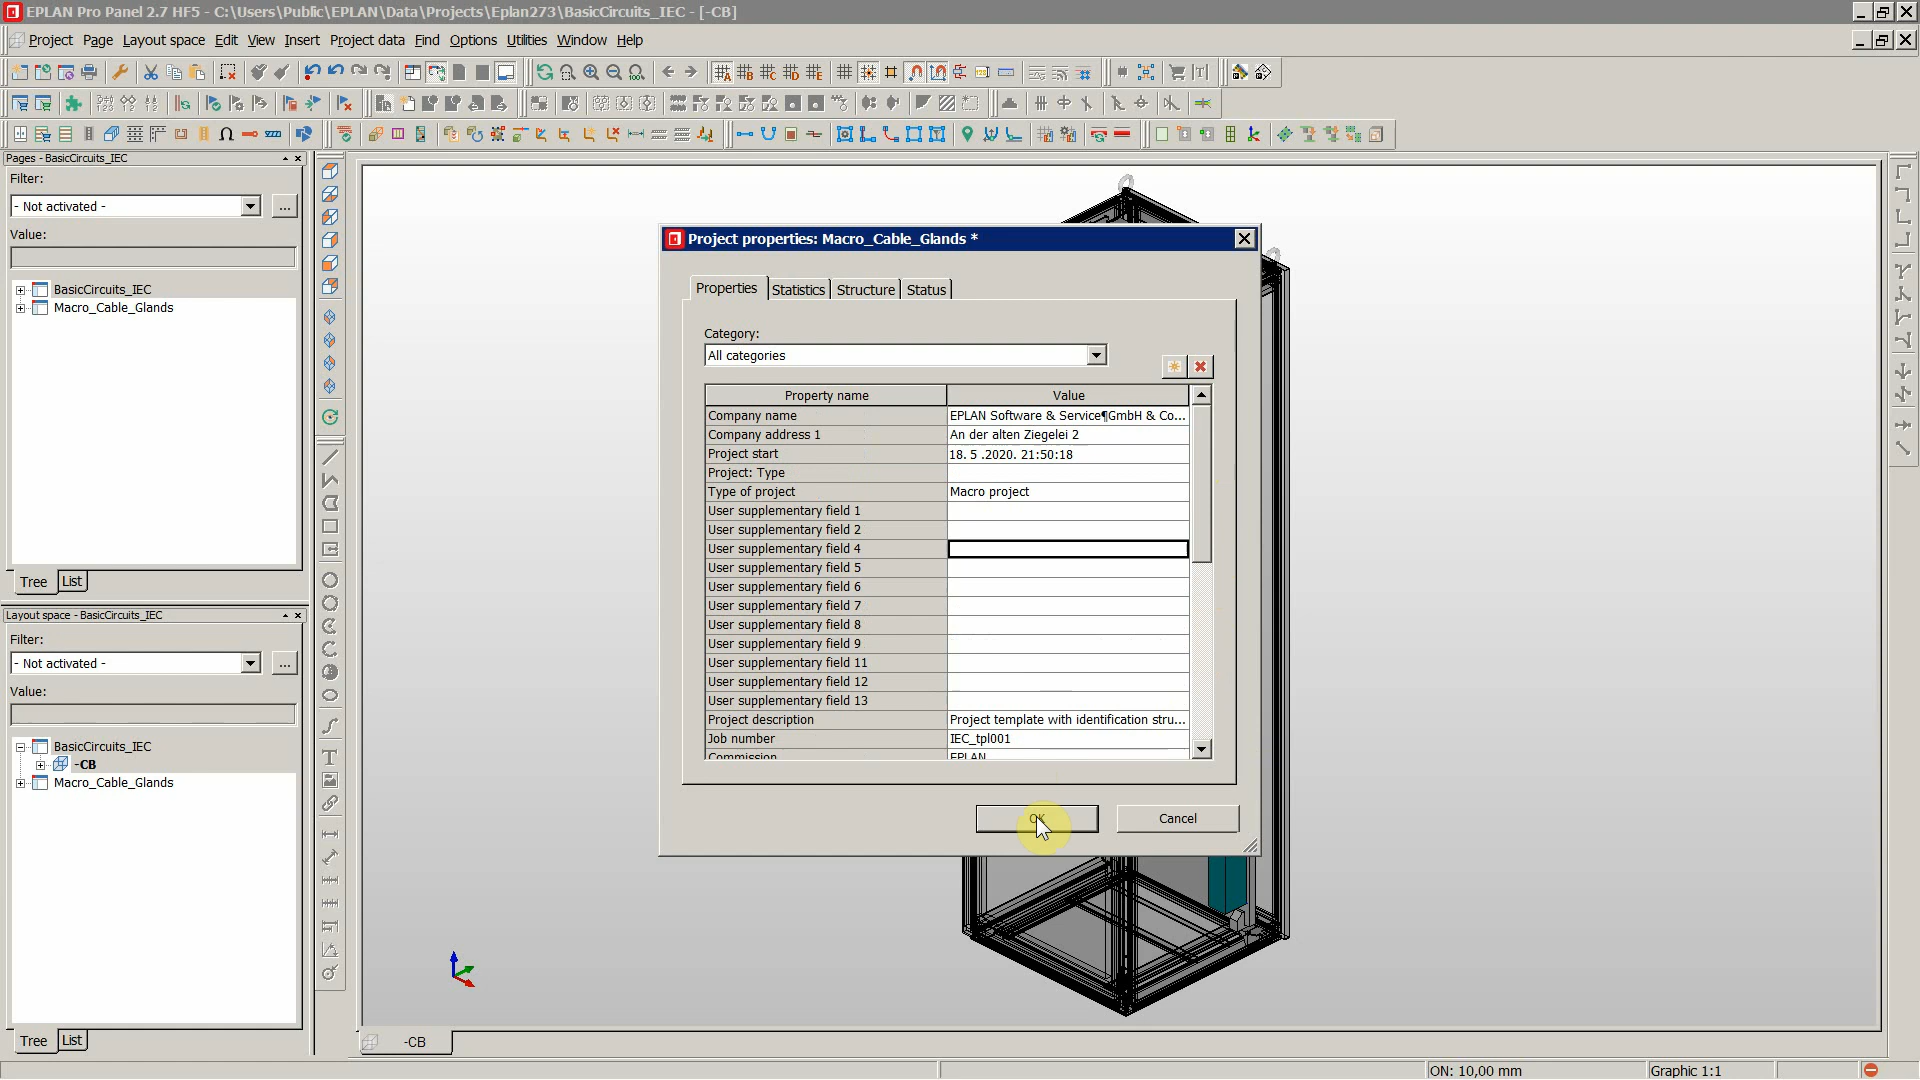 EPLAN Pro Panel 2.7 HF5 - C:\Users\Public\EPLAN\Data\Projects\Eplan273\BasicCircuits_IEC - [-CB]
Project Page Layout space Edit View Insert Project data Find Options Utilities Window Help
Pages - BasicCircuits_IEC
Filter:
- Not activated -
...
Value:
BasicCircuits_IEC
Macro_Cable_Glands
Tree List
Layout space - BasicCircuits_IEC
Filter:
- Not activated -
...
Value:
BasicCircuits_IEC
-CB
Macro_Cable_Glands
Tree List
Project properties: Macro_Cable_Glands *
Properties Statistics Structure Status
Category:
All categories
Property name Value
Company name EPLAN Software & Service¶GmbH & Co...
Company address 1 An der alten Ziegelei 2
Project start 18. 5 .2020. 21:50:18
Project: Type
Type of project Macro project
User supplementary field 1
User supplementary field 2
User supplementary field 4
User supplementary field 5
User supplementary field 6
User supplementary field 7
User supplementary field 8
User supplementary field 9
User supplementary field 11
User supplementary field 12
User supplementary field 13
Project description Project template with identification stru...
Job number IEC_tpl001
Commission EPLAN
OK Cancel
-CB
ON: 10,00 mm Graphic 1:1